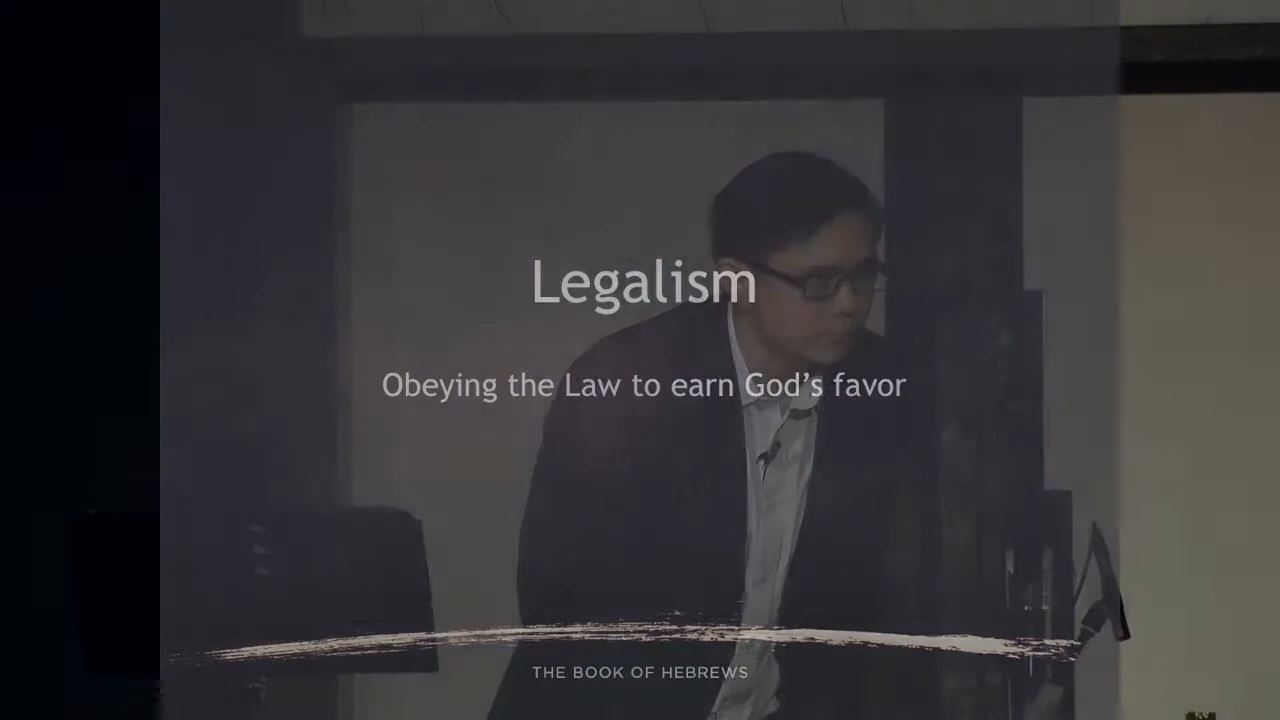 Legalism
Obeying the Law to earn God’s favor
THE BOOK OF HEBREWS